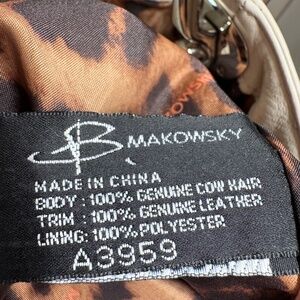 B MAKOWSKY
MADE IN CHINA
BODY : 100% GENUINE COW HAIR
TRIM : 100% GENUINE LEATHER
LINING: 100% POLYESTER
A3959